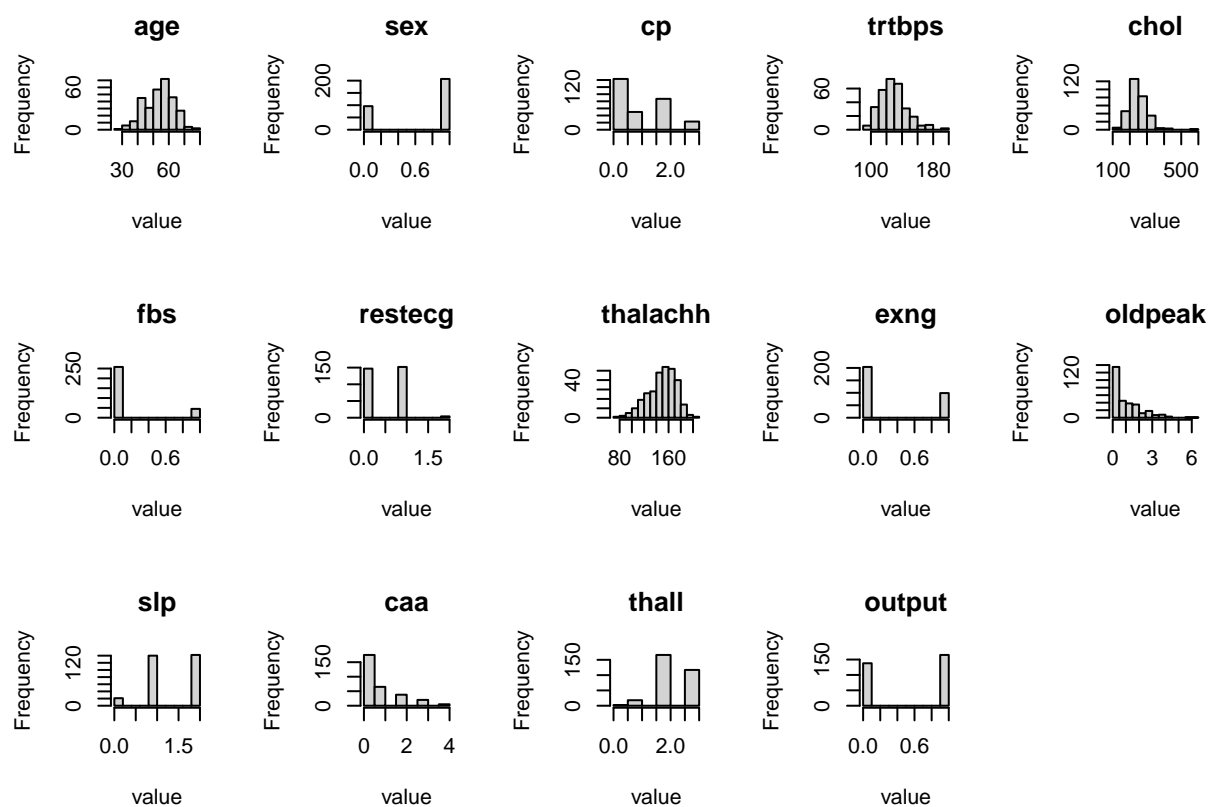 age sex cp trtbps chol
Frequency 0 60 Frequency 0 200 Frequency 0 120 Frequency 0 60 Frequency 0 120
30 60 0.0 0.6 0.0 2.0 100 180 100 500
value value value value value
fbs restecg thalachh exng oldpeak
Frequency 0 250 Frequency 0 150 Frequency 0 40 Frequency 0 200 Frequency 0 120
0.0 0.6 0.0 1.5 80 160 0.0 0.6 0 3 6
value value value value value
slp caa thall output
Frequency 0 120 Frequency 0 150 Frequency 0 150 Frequency 0 150
0.0 1.5 0 2 4 0.0 2.0 0.0 0.6
value value value value